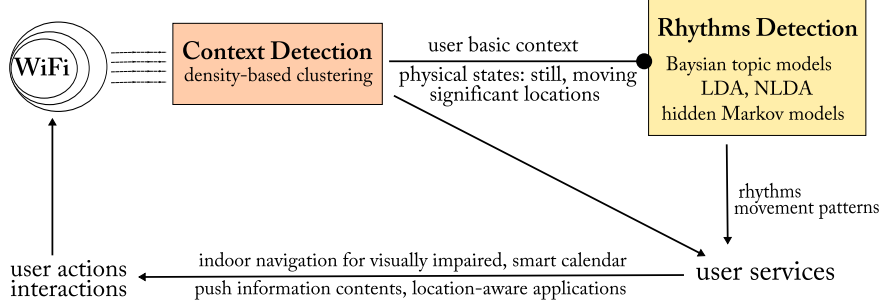 WiFi
Context Detection
density-based clustering
user basic context
physical states: still, moving
significant locations
Rhythms Detection
Baysian topic models
LDA, NLDA
hidden Markov models
rhythms
movement patterns
user services
indoor navigation for visually impaired, smart calendar
push information contents, location-aware applications
user actions
interactions